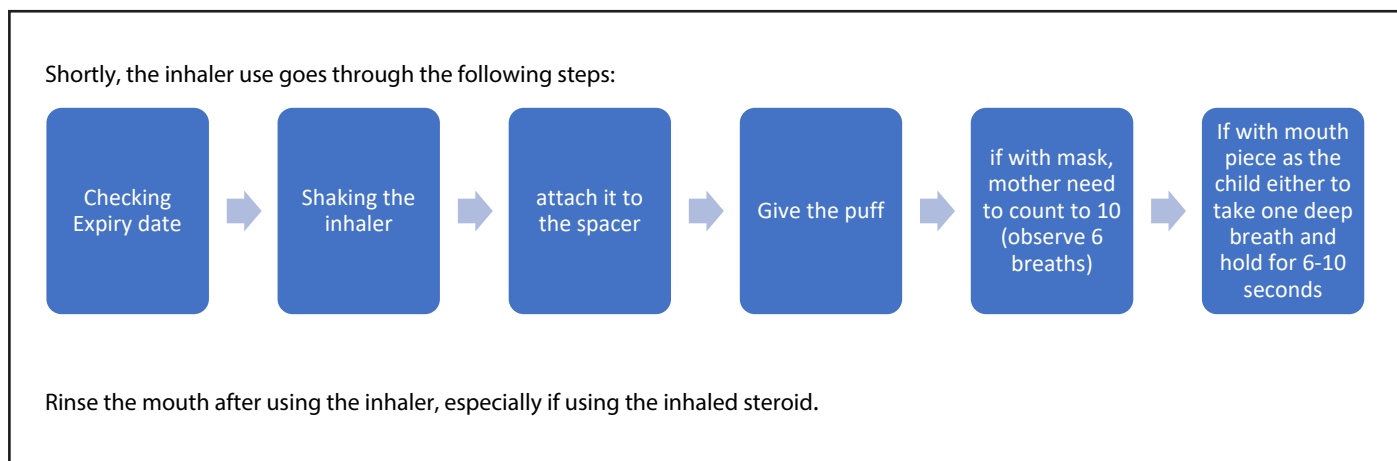 Shortly, the inhaler use goes through the following steps:
Checking
Expiry date
Shaking the
inhaler
attach it to
the spacer
Give the puff
if with mask,
mother need
to count to 10
(observe 6
breaths)
If with mouth
piece as the
child either to
take one deep
breath and
hold for 6-10
seconds
Rinse the mouth after using the inhaler, especially if using the inhaled steroid.